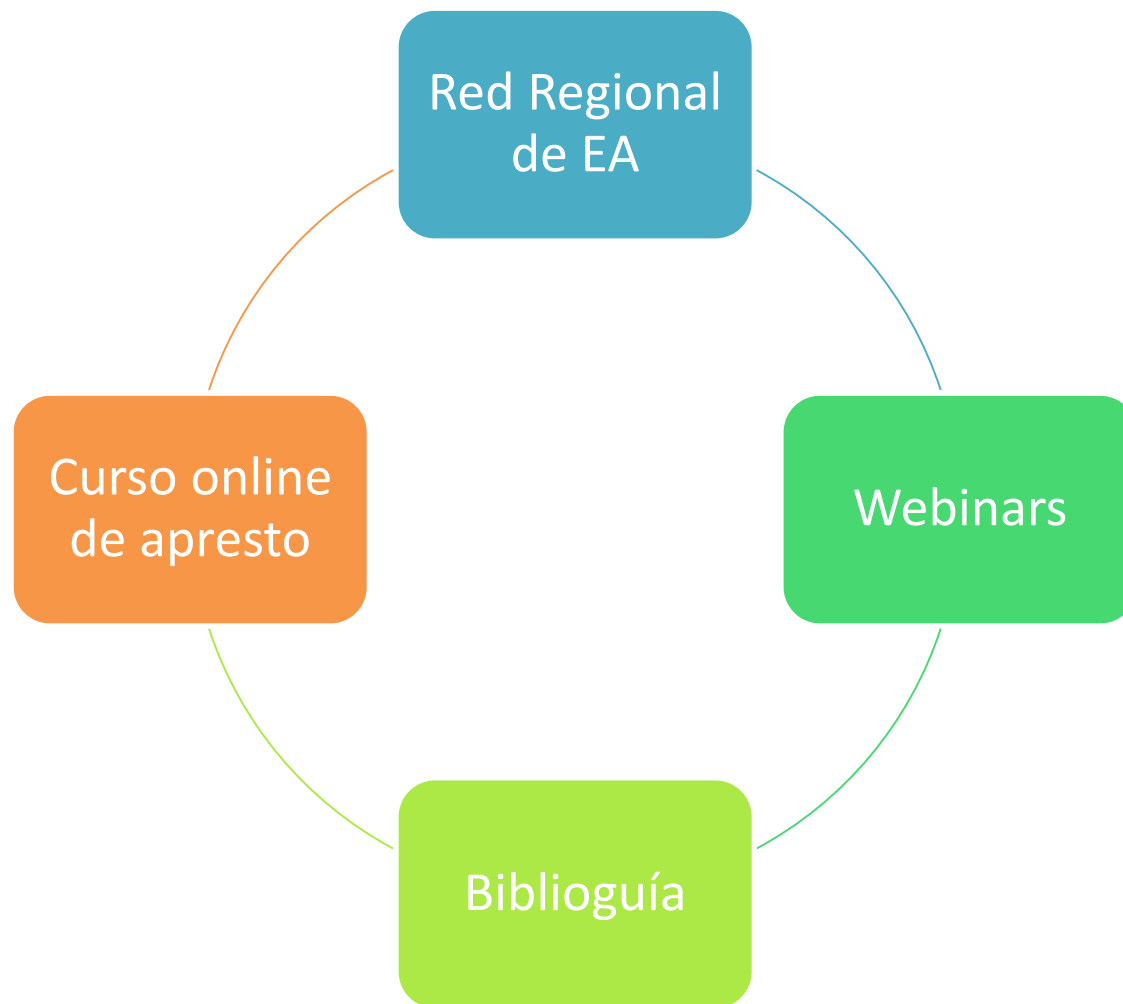 Red Regional
de EA
Webinars
Biblioguía
Curso online
de apresto